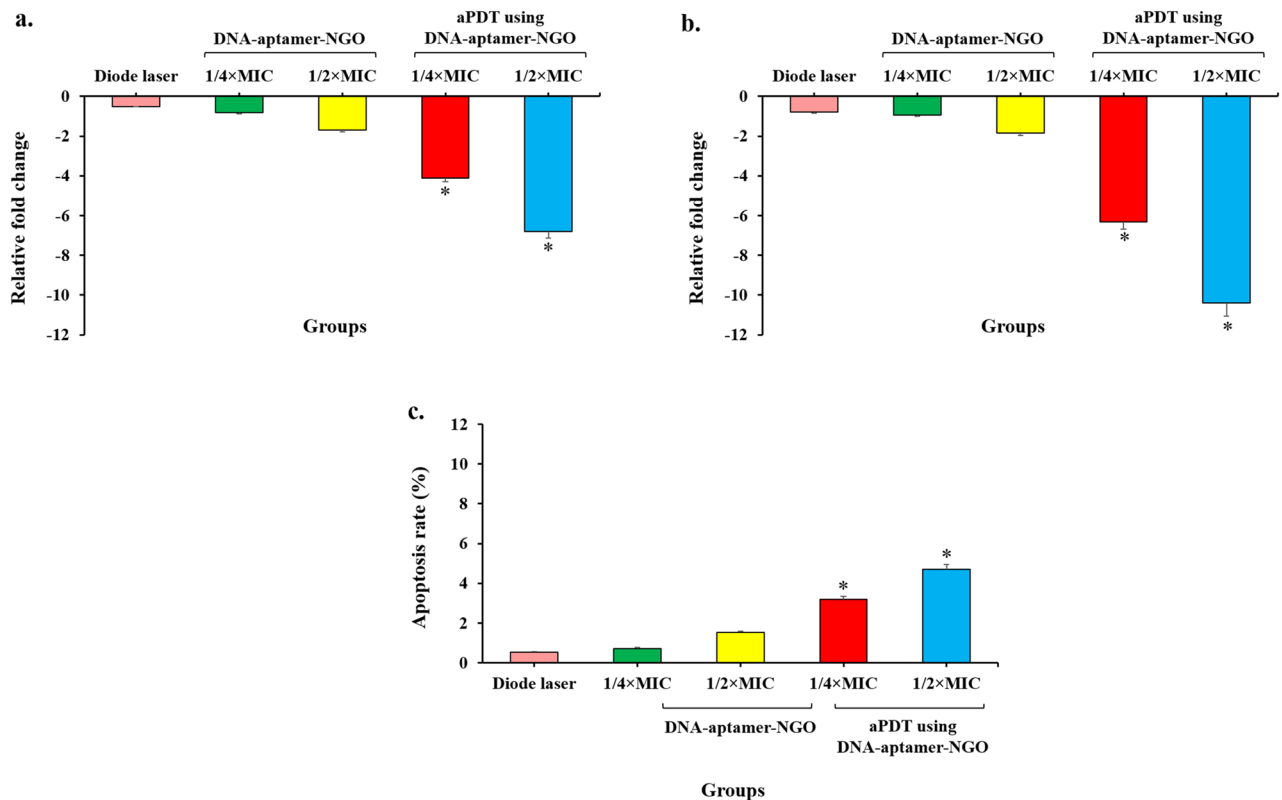 a.
aPDT using
DNA-aptamer-NGO DNA-aptamer-NGO
Diode laser 1/4×MIC 1/2×MIC 1/4×MIC 1/2×MIC
0
-2
-4
-6
-8
-10
-12
Relative fold change
*
*
Groups
b.
aPDT using
DNA-aptamer-NGO DNA-aptamer-NGO
Diode laser 1/4×MIC 1/2×MIC 1/4×MIC 1/2×MIC
0
-2
-4
-6
-8
-10
-12
Relative fold change
*
*
Groups
c.
12
10
8
6
4
2
0
Apoptosis rate (%)
*
*
Diode laser 1/4×MIC 1/2×MIC 1/4×MIC 1/2×MIC
DNA-aptamer-NGO aPDT using
DNA-aptamer-NGO
Groups